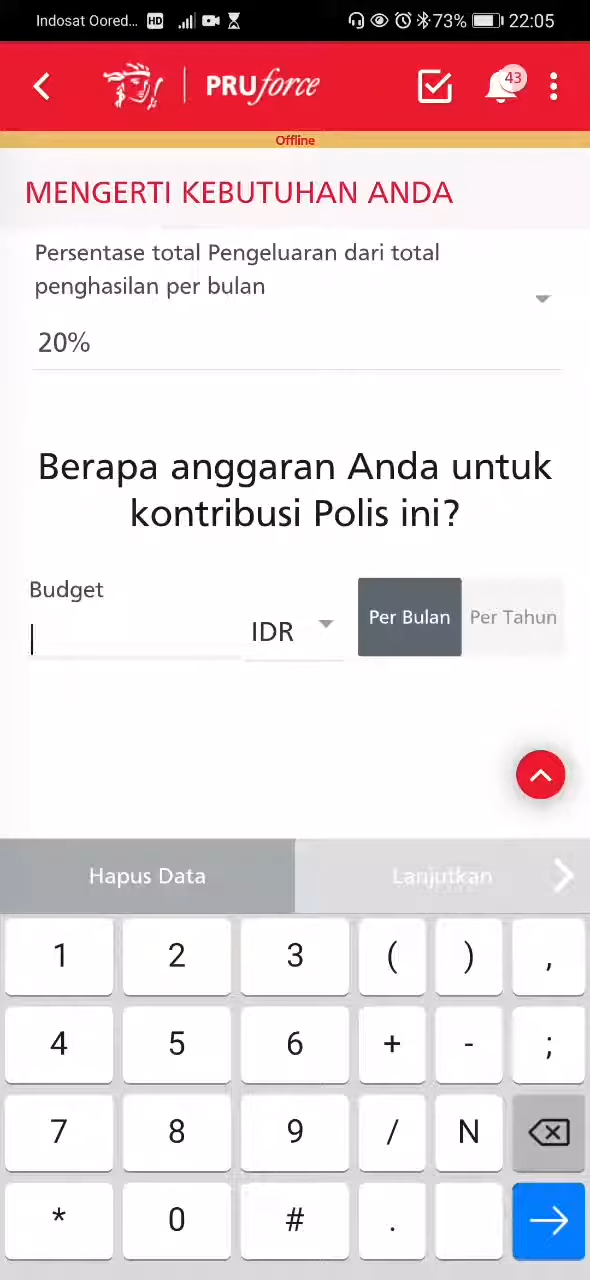 Indosat Oored... HD 73% 22:05
PRUforce 43
Offline
MENGERTI KEBUTUHAN ANDA
Persentase total Pengeluaran dari total
penghasilan per bulan
20%
Berapa anggaran Anda untuk
kontribusi Polis ini?
Budget
IDR Per Bulan Per Tahun
Hapus Data Lanjutkan
1 2 3 ( ) ,
4 5 6 + - ;
7 8 9 / N
* 0 # .